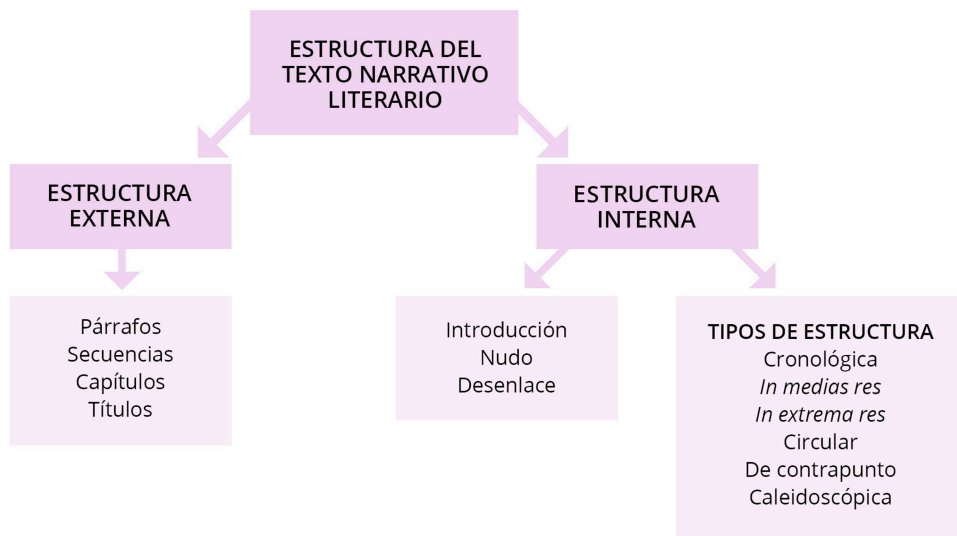 ESTRUCTURA DEL
TEXTO NARRATIVO
LITERARIO
ESTRUCTURA
EXTERNA
Párrafos
Secuencias
Capítulos
Títulos
ESTRUCTURA
INTERNA
Introducción
Nudo
Desenlace
TIPOS DE ESTRUCTURA
Cronológica
In medias res
In extrema res
Circular
De contrapunto
Caleidoscópica